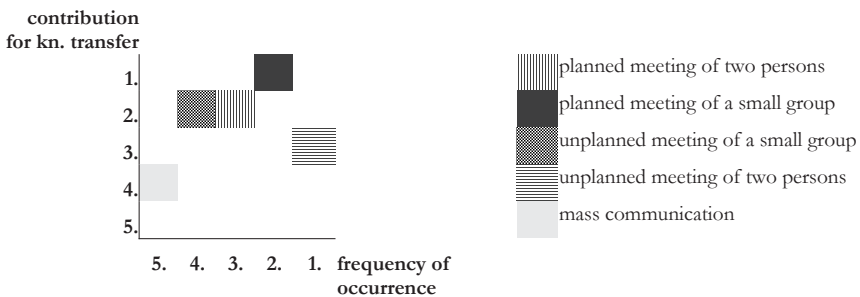 contribution
for kn. transfer
1.
2.
3.
4.
5.
5. 4. 3. 2. 1. frequency of
occurrence
planned meeting of two persons
planned meeting of a small group
unplanned meeting of a small group
unplanned meeting of two persons
mass communication